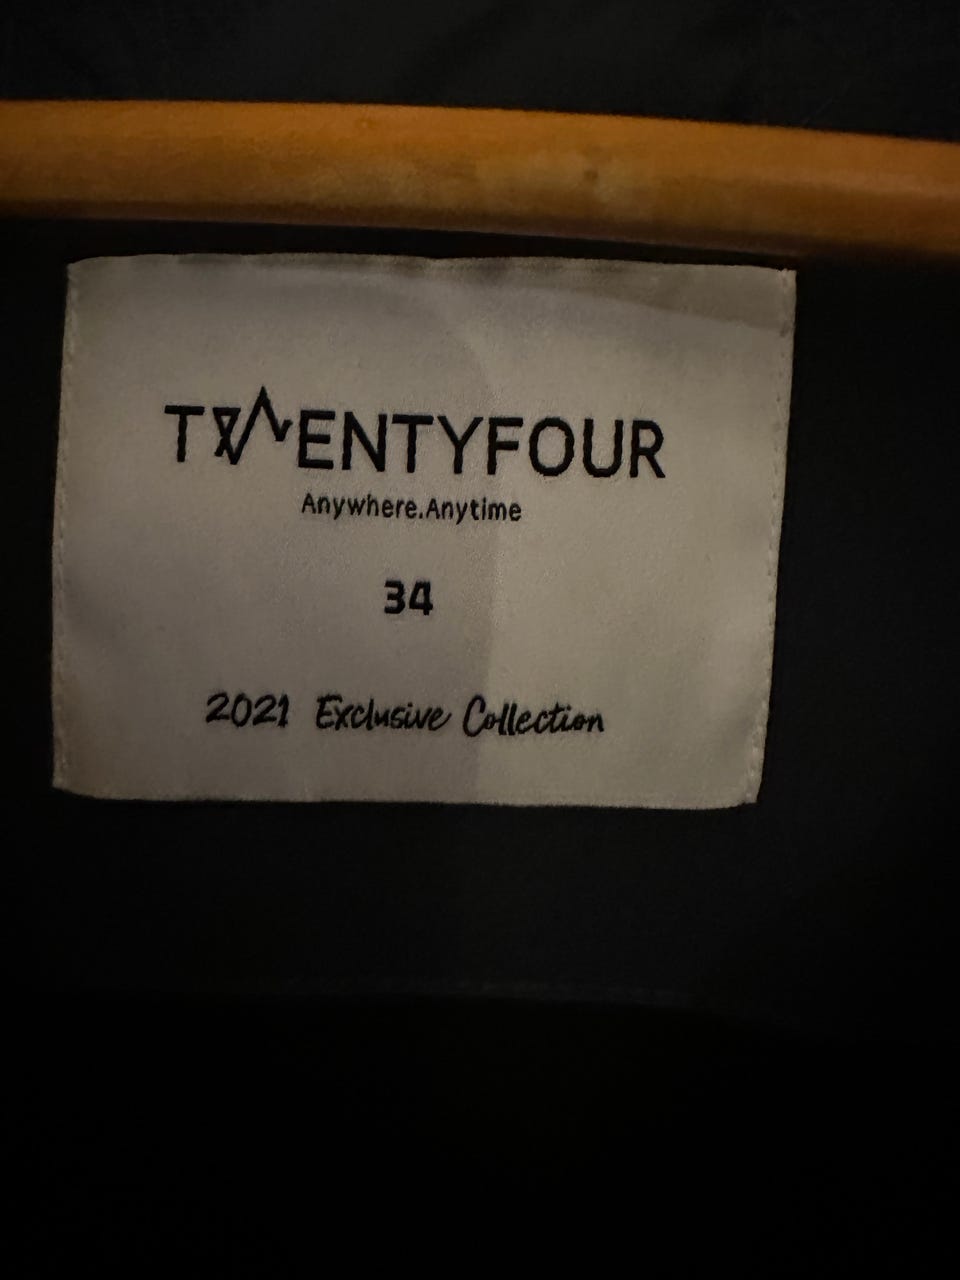 TWENTYFOUR
Anywhere.Anytime
34
2021 Exclusive Collection